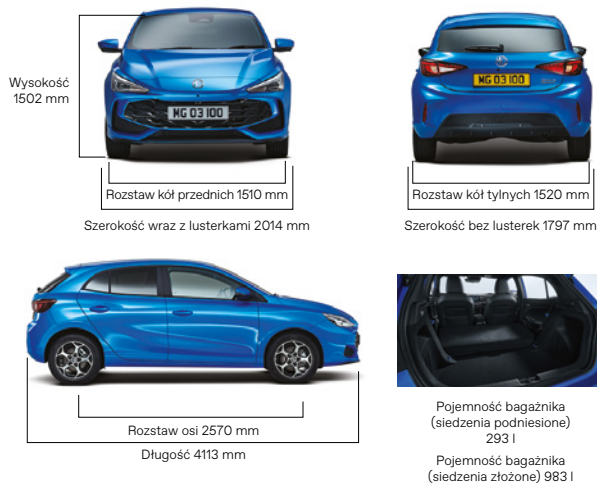 Wysokość
1502 mm
MG 03 100
MG 03 100
Rozstaw kół przednich 1510 mm
Rozstaw kół tylnych 1520 mm
Szerokość wraz z lusterkami 2014 mm
Szerokość bez lusterek 1797 mm
Rozstaw osi 2570 mm
Długość 4113 mm
Pojemność bagażnika
(siedzenia podniesione)
293 l
Pojemność bagażnika
(siedzenia złożone) 983 l